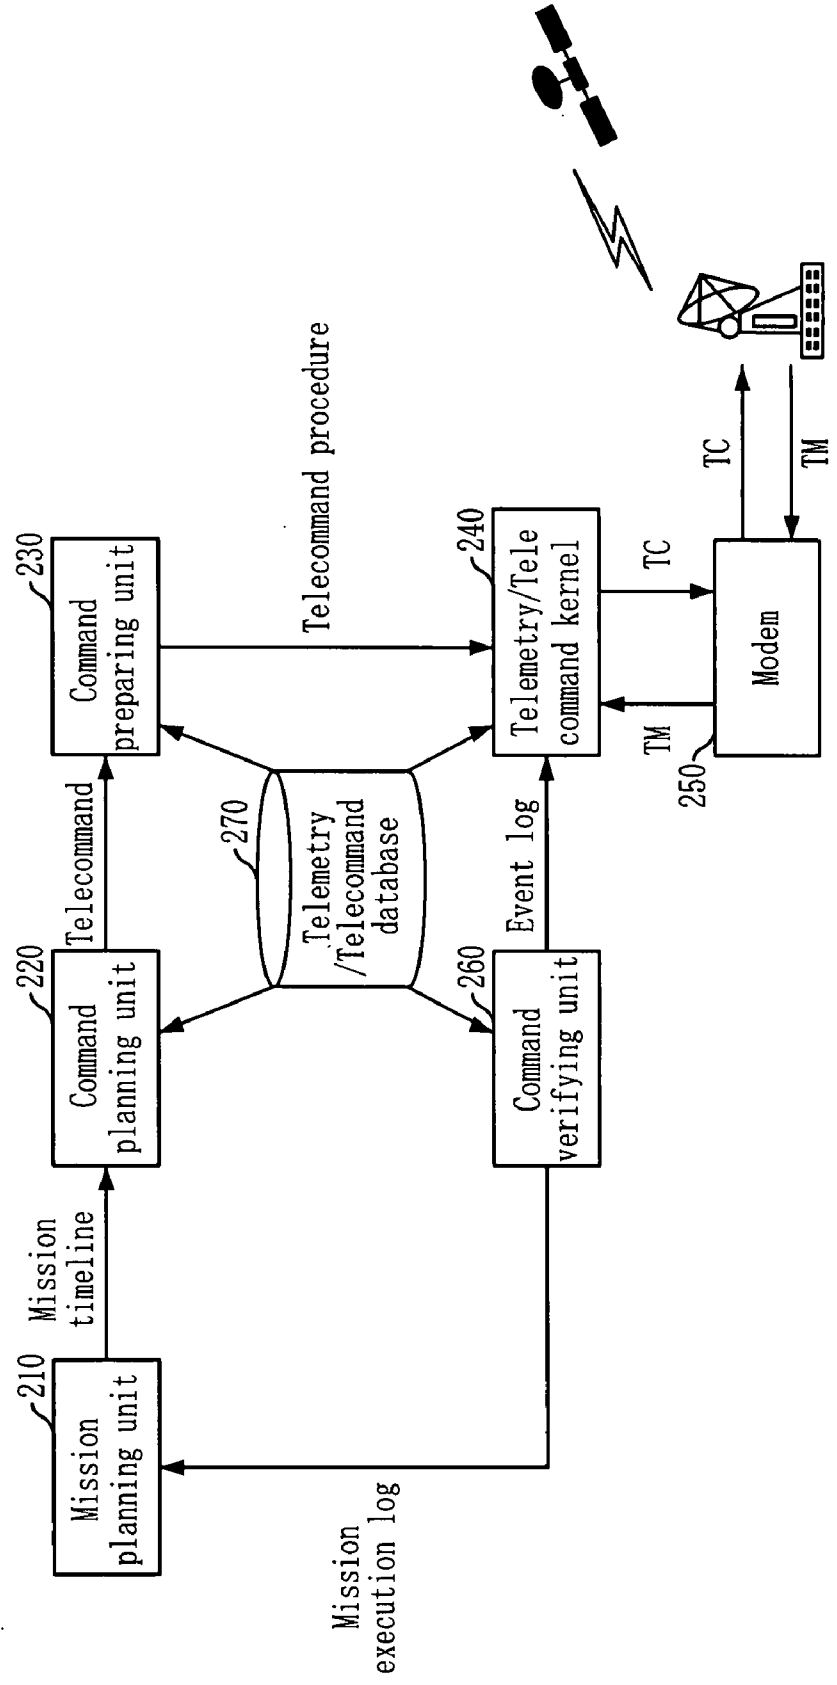 210
Mission
planning unit
Mission
timeline
220
Command
planning unit
Telecommand
230
Command
preparing unit
270
Telemetry
/Telecommand
database
Telecommand procedure
Mission
execution log
260
Command
verifying unit
Event log
240
Telemetry/Tele
command kernel
TM
TC
250
Modem
TC
TM